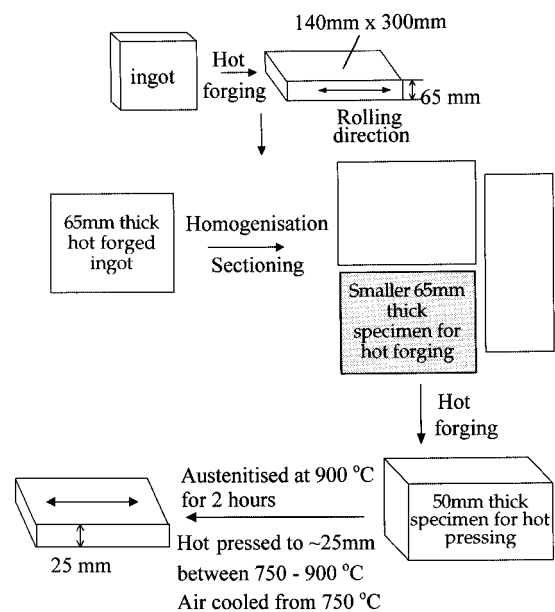 140mm x 300mm
ingot
Hot
forging
65 mm
Rolling
direction
65mm thick
hot forged
ingot
Homogenisation
Sectioning
Smaller 65mm
thick
specimen for
hot forging
Hot
forging
Austenitised at 900 °C
for 2 hours
Hot pressed to ~25mm
between 750 - 900 °C
Air cooled from 750 °C
50mm thick
specimen for hot
pressing
25 mm